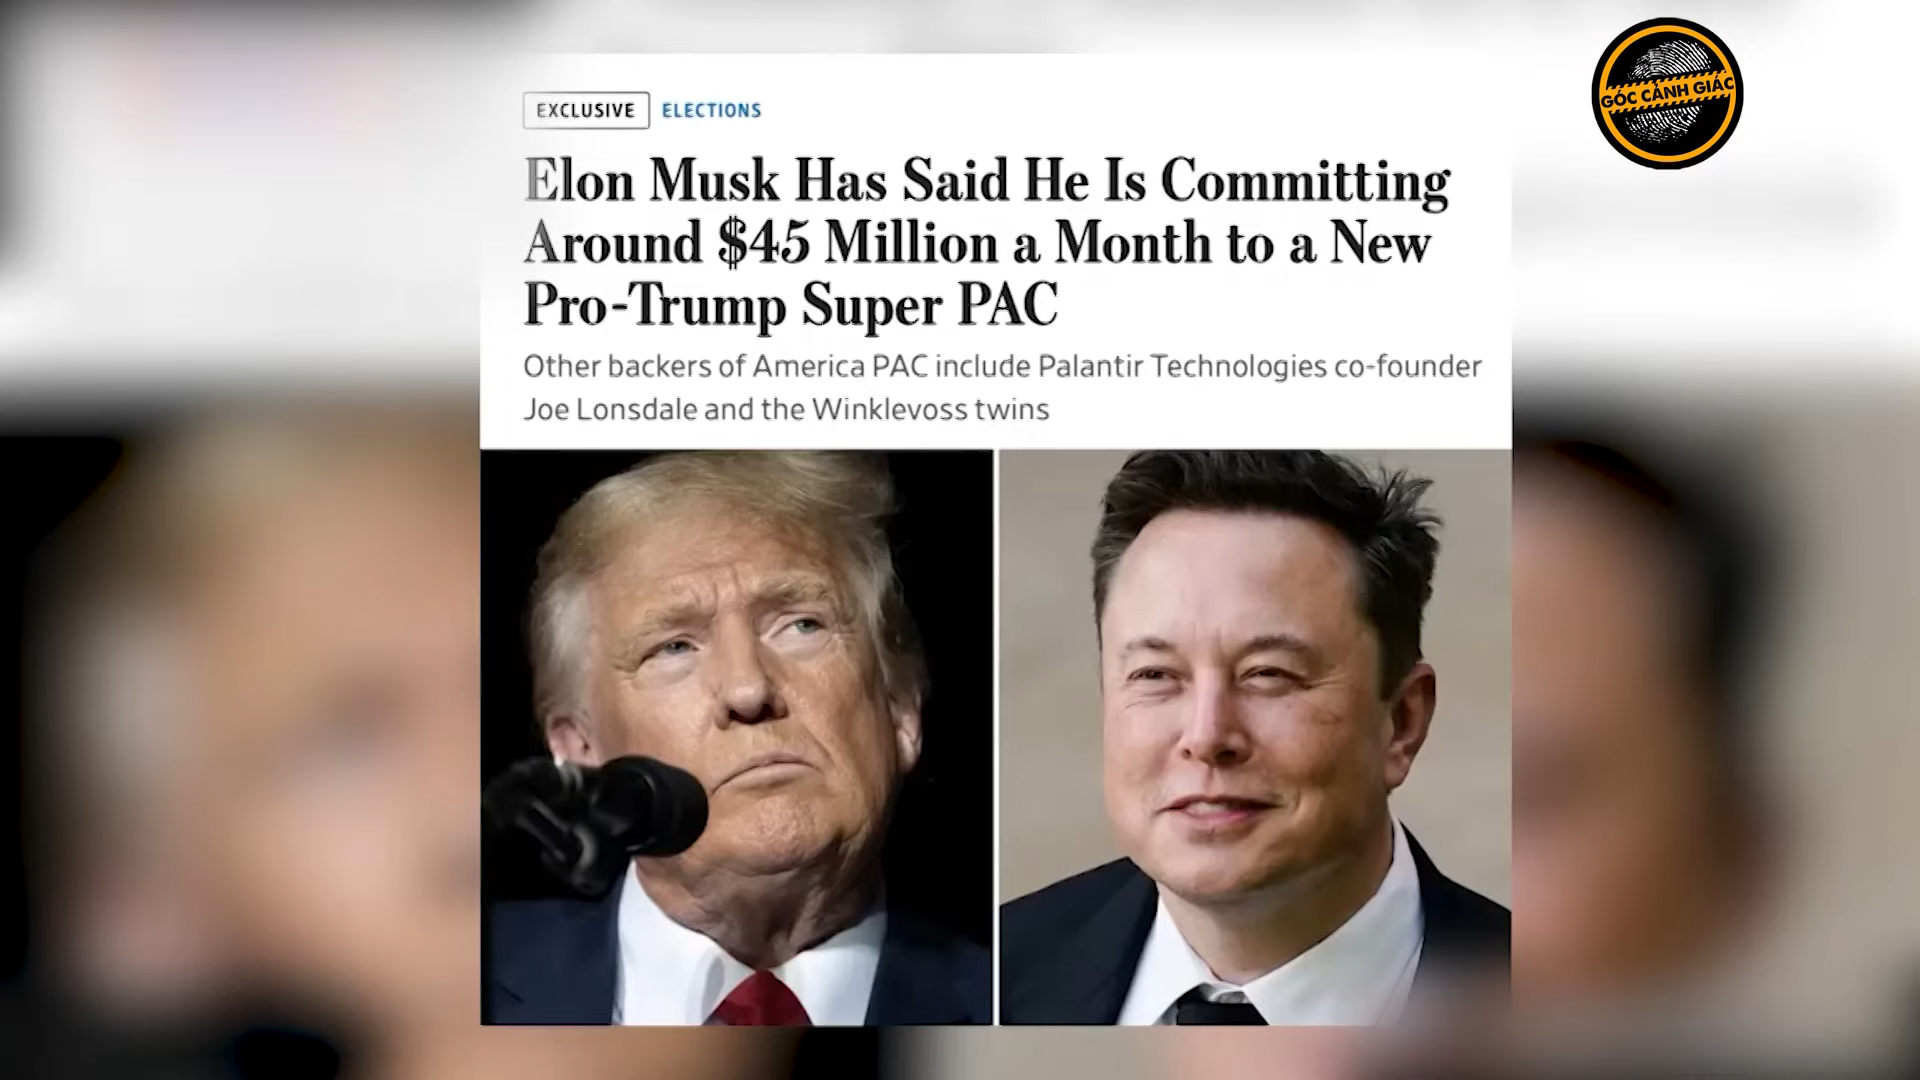 EXCLUSIVE ELECTIONS
GÓC CẢNH GIÁC
Elon Musk Has Said He Is Committing
Around $45 Million a Month to a New
Pro-Trump Super PAC
Other backers of America PAC include Palantir Technologies co-founder
Joe Lonsdale and the Winklevoss twins